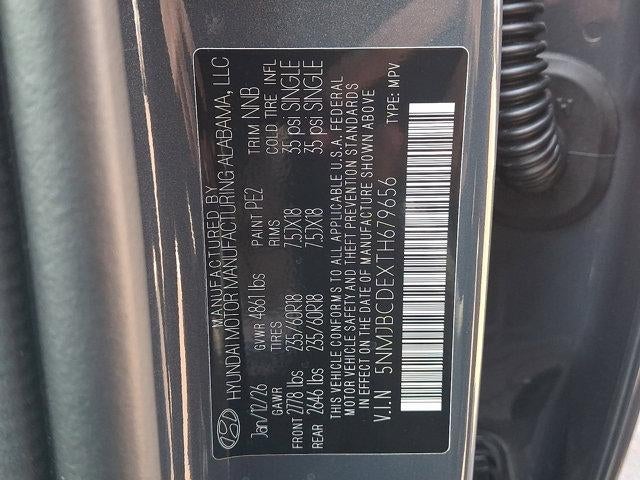 MANUFACTURED BY
HYUNDAI MOTOR MANUFACTURING ALABAMA, LLC
Jan/12/26 GVWR 4861 lbs PAINT PE2 TRIM NNB
GAWR TIRES RIMS COLD TIRE INFL
FRONT 2778 lbs 235/60R18 7.5JX18 35 psi SINGLE
REAR 2646 lbs 235/60R18 7.5JX18 35 psi SINGLE
THIS VEHICLE CONFORMS TO ALL APPLICABLE U.S.A. FEDERAL
MOTOR VEHICLE SAFETY AND THEFT PREVENTION STANDARDS
IN EFFECT ON THE DATE OF MANUFACTURE SHOWN ABOVE
V.I.N 5NMJBCDEXTH679656 TYPE: MPV